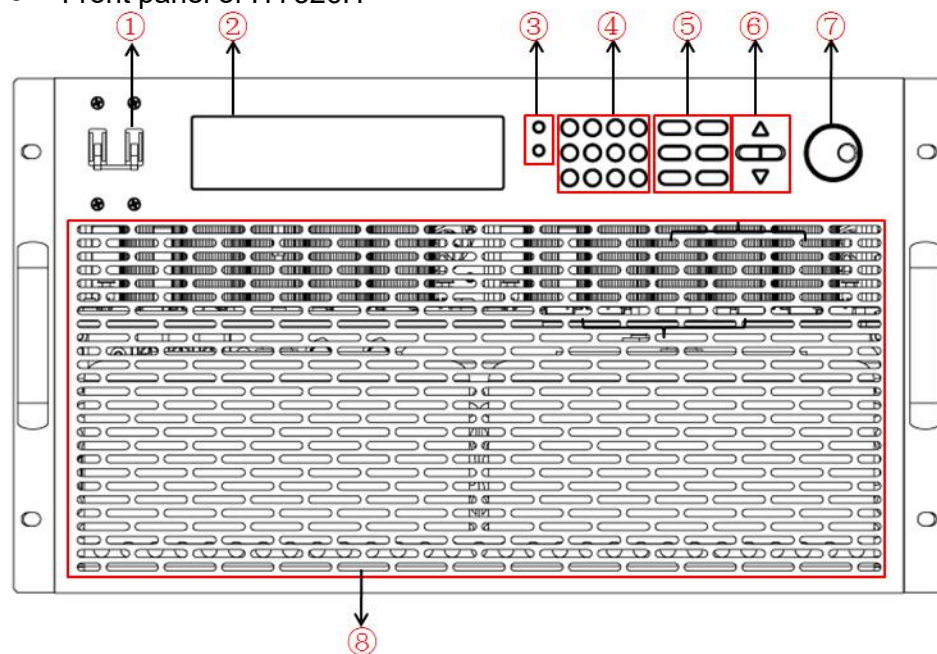 Front panel of
① ② ③ ④ ⑤ ⑥ ⑦
⑧